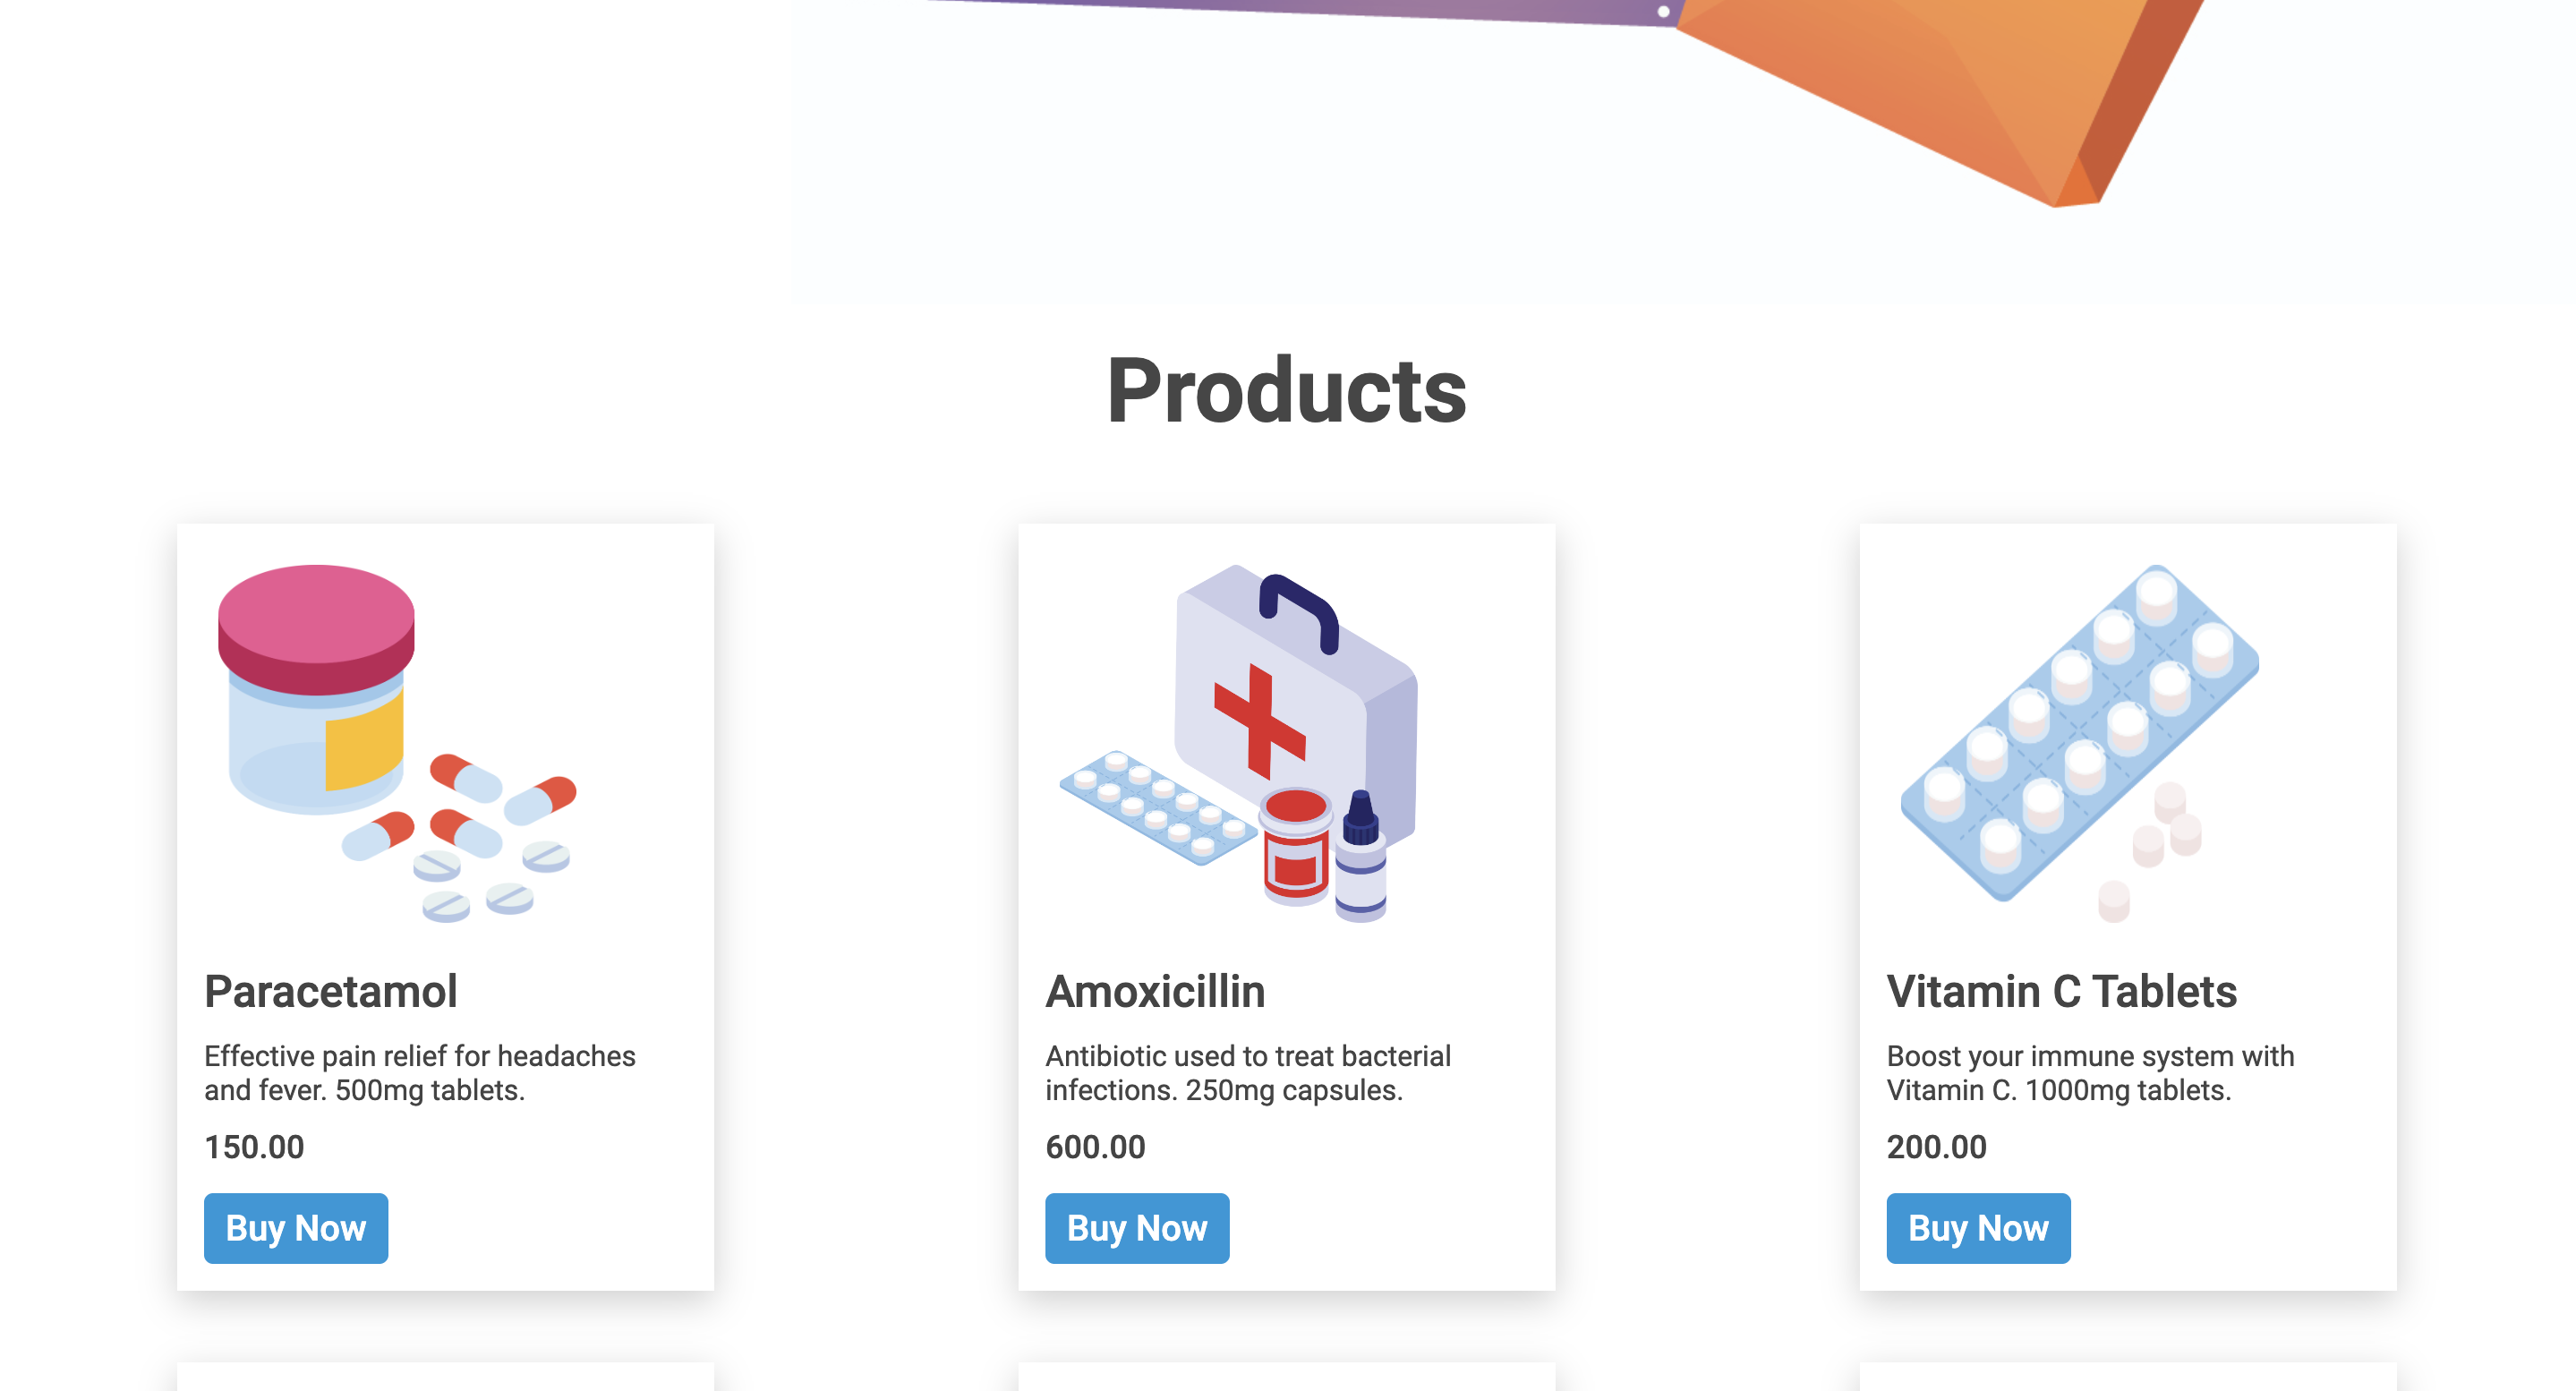 Products
Paracetamol
Effective pain relief for headaches
and fever. 500mg tablets.
150.00
Buy Now
Amoxicillin
Antibiotic used to treat bacterial
infections. 250mg capsules.
600.00
Buy Now
Vitamin C Tablets
Boost your immune system with
Vitamin C. 1000mg tablets.
200.00
Buy Now